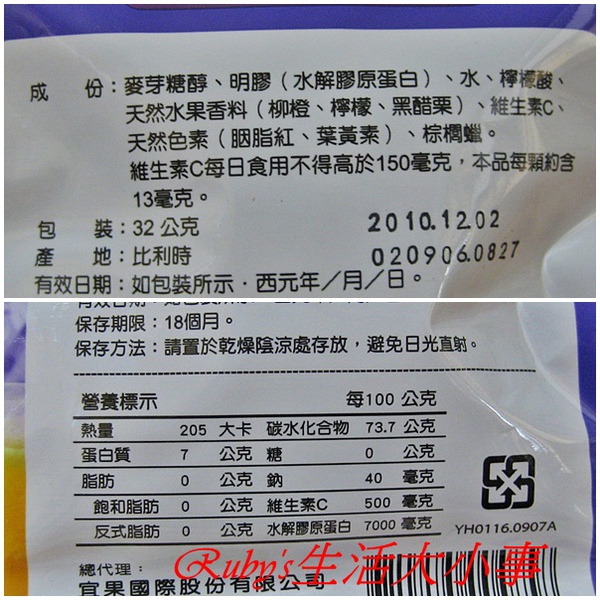 成 份：麥芽糖醇、明膠（水解膠原蛋白）、水、檸檬酸、
天然水果香料（柳橙、檸檬、黑醋栗）、維生素C、
天然色素（胭脂紅、葉黃素）、棕櫚蠟。
維生素C每日食用不得高於150毫克，本品每顆約含
13毫克。
包 裝：32公克
2010.12.02
產 地：比利時
020906.0827
有效日期：如包裝所示．西元年／月／日。
保存期限：18個月。
保存方法：請置於乾燥陰涼處存放，避免日光直射。
營養標示 每100 公克
熱量 205 大卡 碳水化合物 73.7 公克
蛋白質 7 公克 糖 0 公克
脂肪 0 公克 鈉 40 毫克
飽和脂肪 0 公克 維生素C 500 毫克
反式脂肪 0 公克 水解膠原蛋白 7000 毫克
YH0116.0907A
總代理：
宜果國際股份有限公司
Ruby's生活大小事